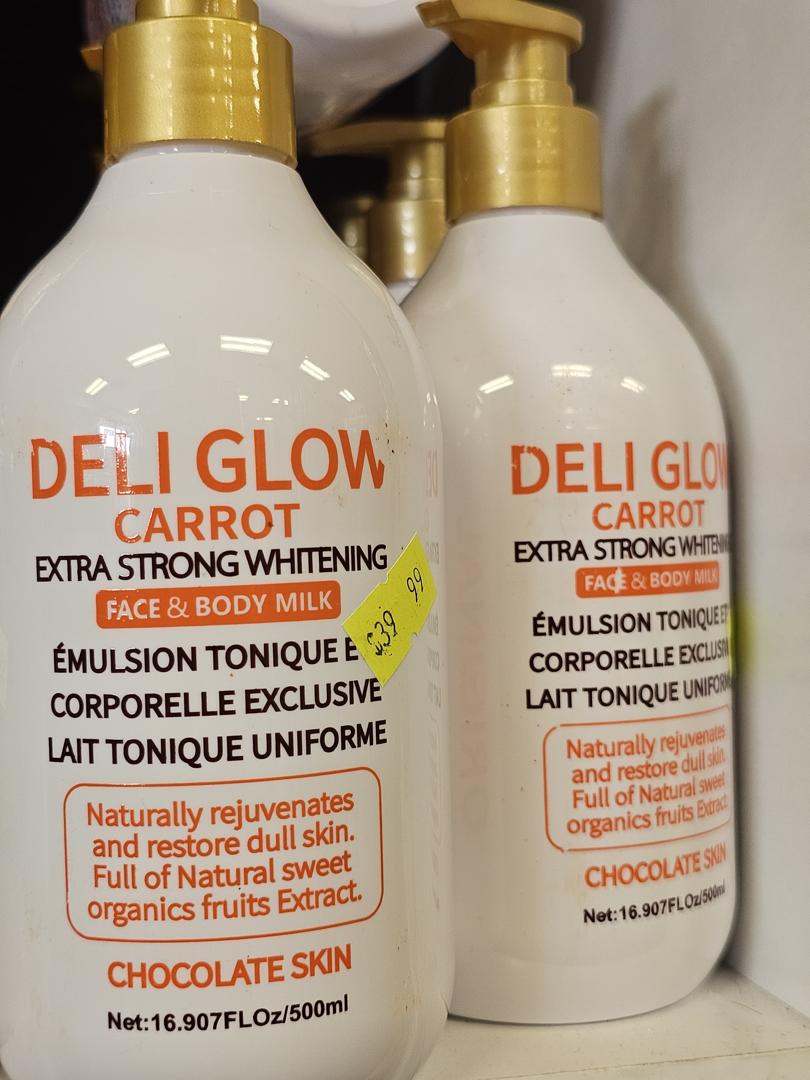 DELI GLOW
CARROT
EXTRA STRONG WHITENING
FACE & BODY MILK
$39 99
ÉMULSION TONIQUE
CORPORELLE EXCLUSIVE
LAIT TONIQUE UNIFORME
Naturally rejuvenates
and restore dull skin.
Full of Natural sweet
organics fruits Extract.
CHOCOLATE SKIN
Net:16.907FLOz/500ml
DELI GLOW
CARROT
EXTRA STRONG WHITENIN
FACE & BODY MILK
ÉMULSION TONIQUE ET
CORPORELLE EXCLUSIV
LAIT TONIQUE UNIFORM
Naturally rejuvenates
and restore dull skin.
Full of Natural sweet
organics fruits Extract.
CHOCOLATE SKIN
Net:16.907FLOz/500ml